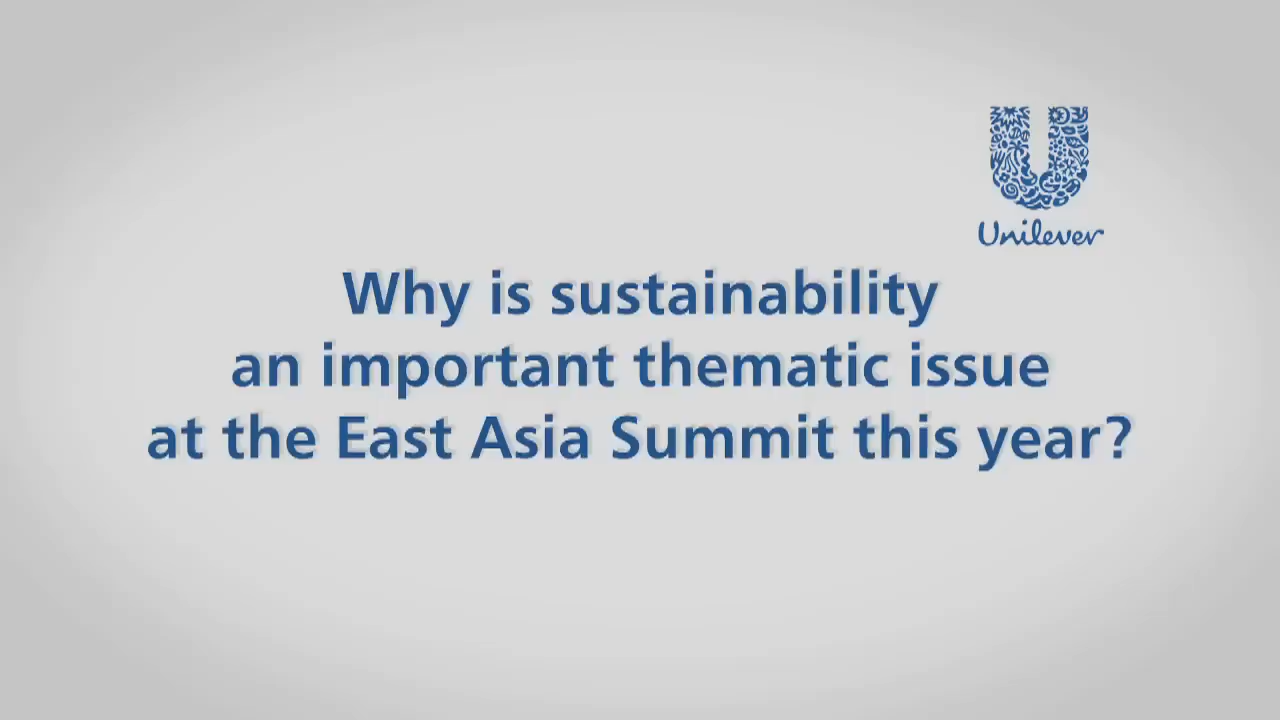 Unilever
Why is sustainability
an important thematic issue
at the East Asia Summit this year?